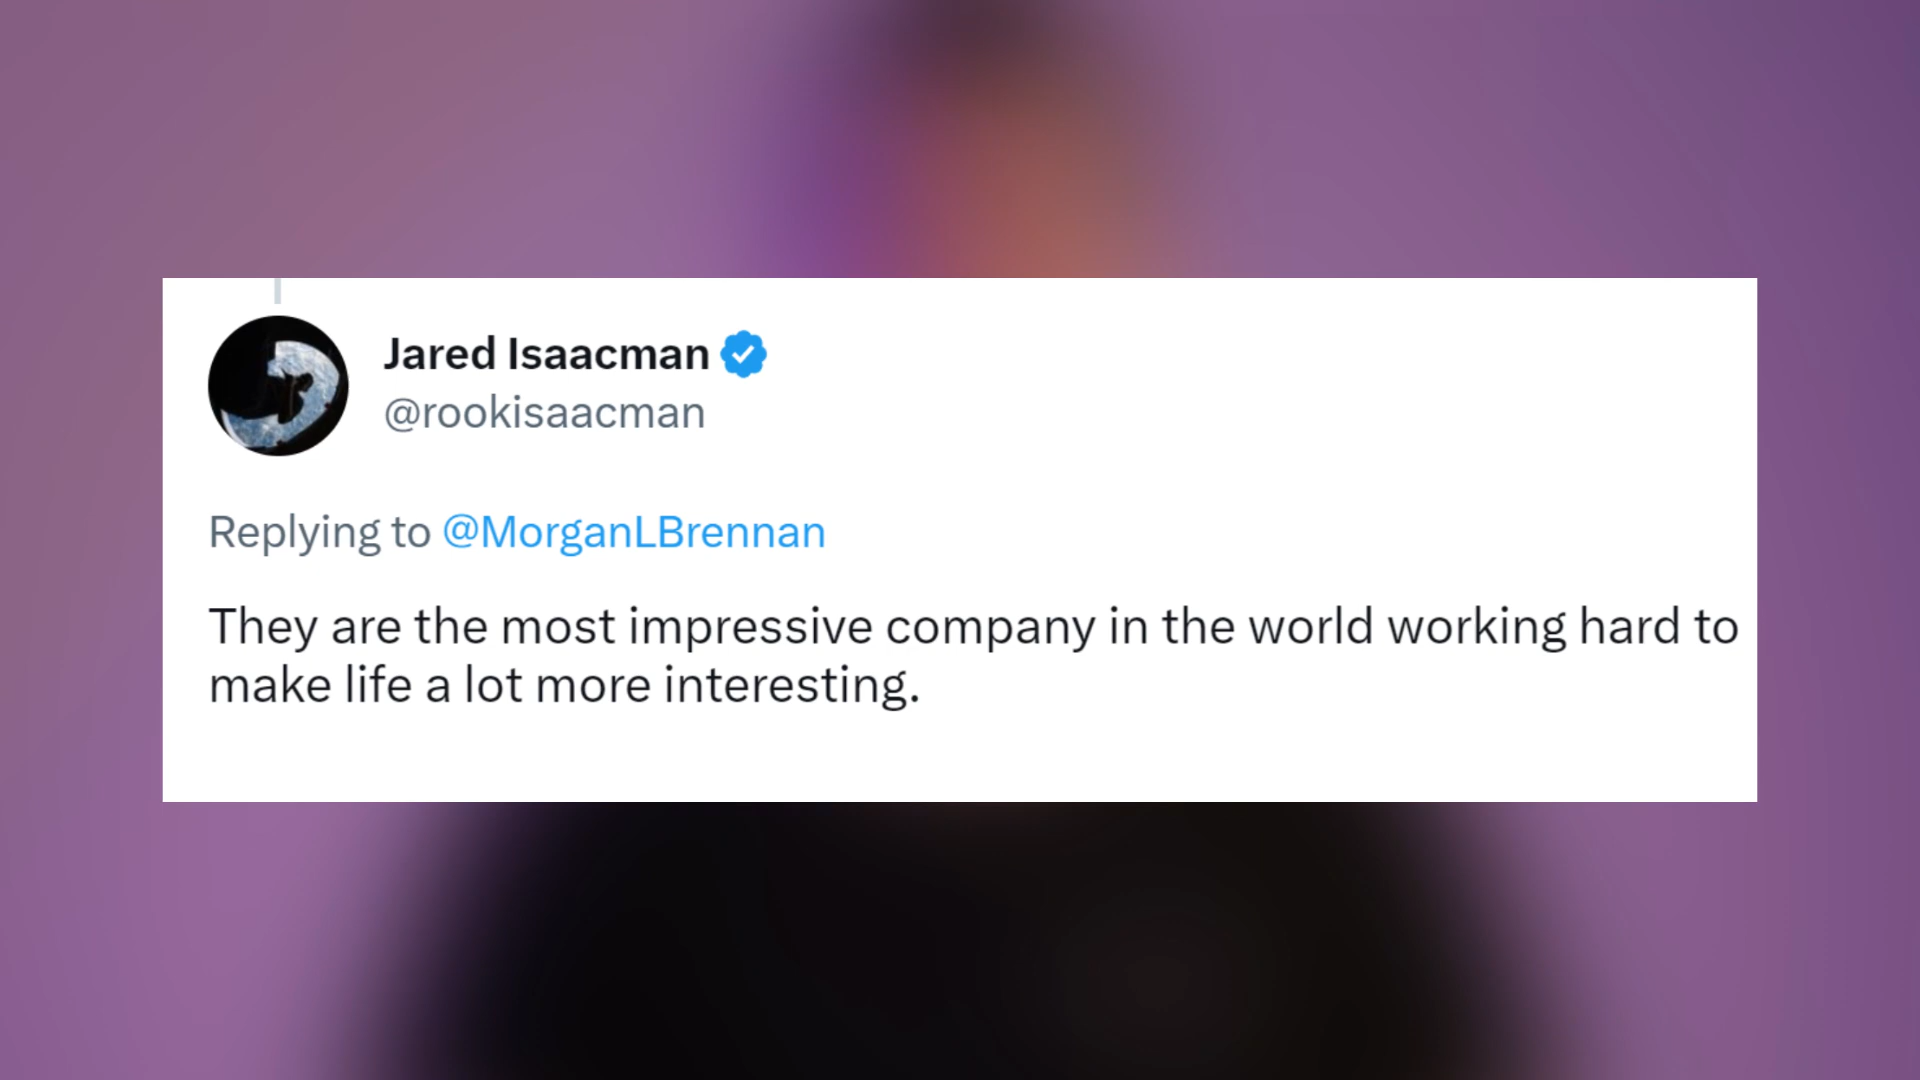 Jared Isaacman
@rookisaacman
Replying to @MorganLBrennan
They are the most impressive company in the world working hard to
make life a lot more interesting.